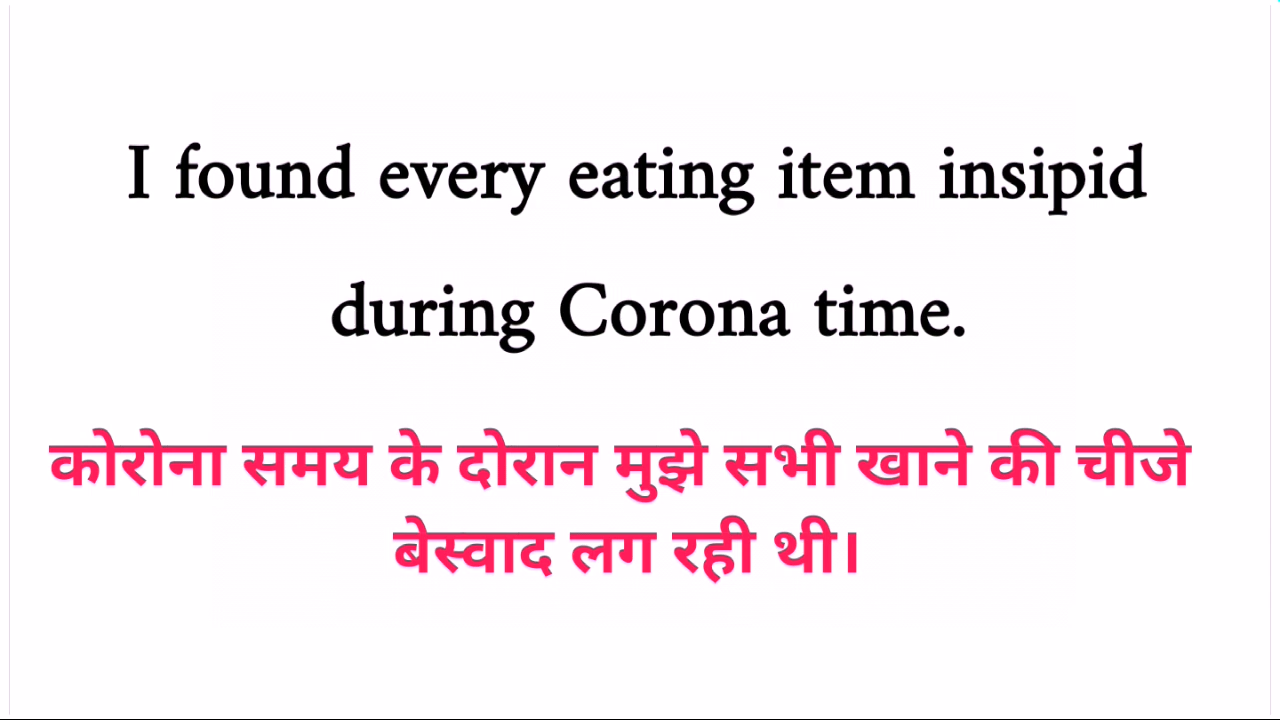 I found every eating item insipid
during Corona time.
कोरोना समय के दोरान मुझे सभी खाने की चीजे
बेस्वाद लग रही थी।